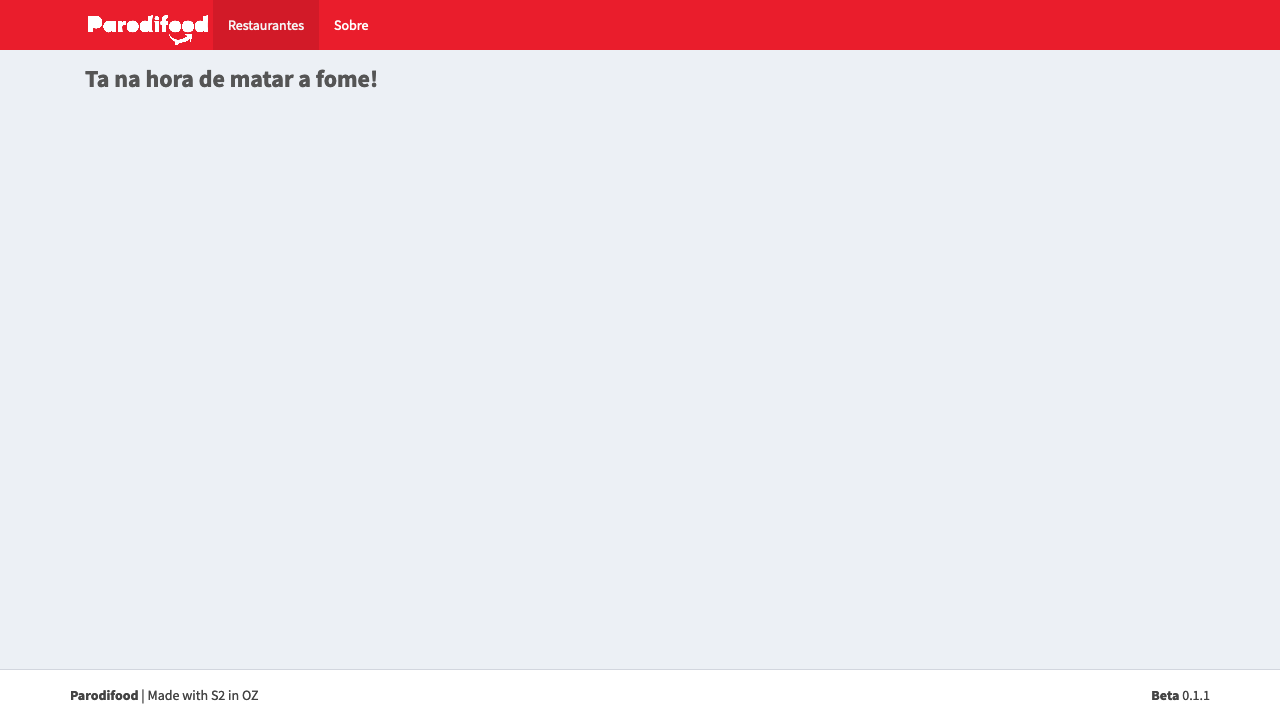 Parodifood Restaurantes Sobre
Ta na hora de matar a fome!
Parodifood | Made with S2 in OZ
Beta 0.1.1